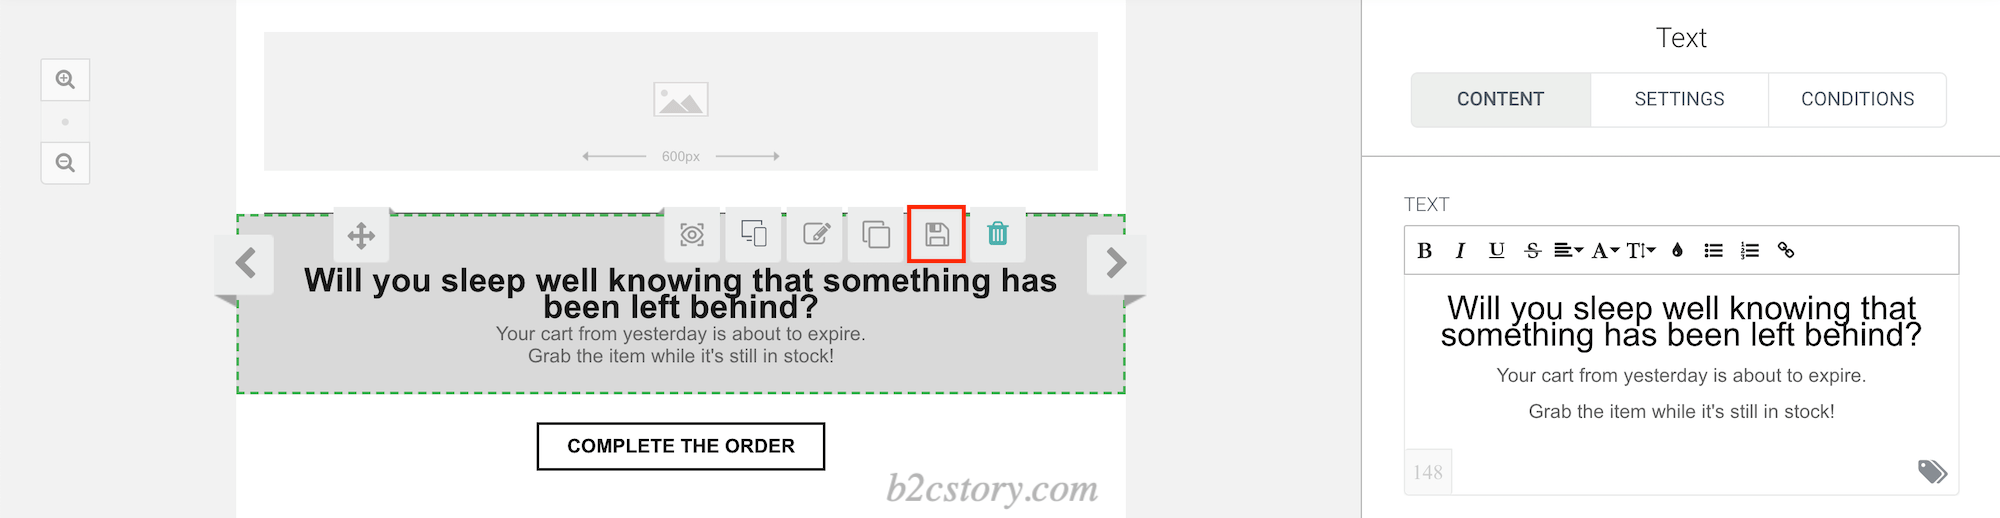 600px
Will you sleep well knowing that something has
been left behind?
Your cart from yesterday is about to expire.
Grab the item while it's still in stock!
COMPLETE THE ORDER
b2cstory.com
Text
CONTENT SETTINGS CONDITIONS
TEXT
B I U S A T
Will you sleep well knowing that
something has been left behind?
Your cart from yesterday is about to expire.
Grab the item while it's still in stock!
148